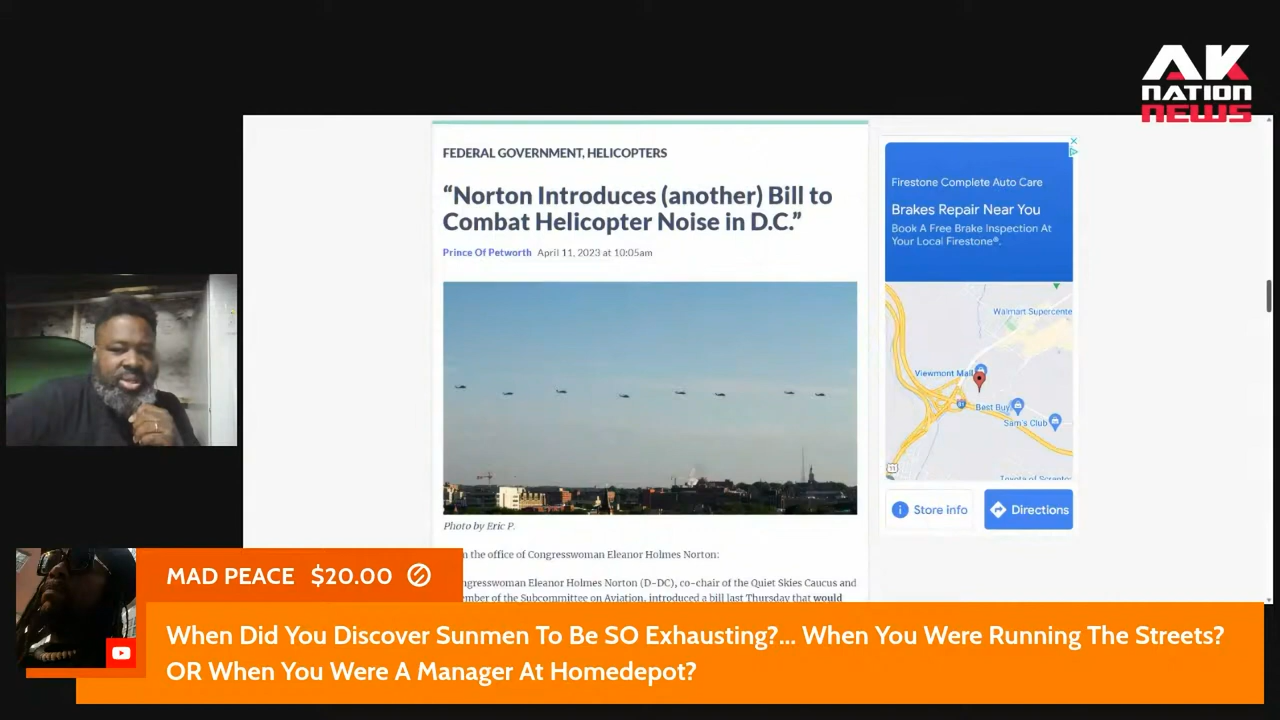 AK
NATION
NEWS
FEDERAL GOVERNMENT, HELICOPTERS
“Norton Introduces (another) Bill to
Combat Helicopter Noise in D.C.”
Prince Of Petworth April 11, 2023 at 10:05am
Photo by Eric P.
the office of Congresswoman Eleanor Holmes Norton:
Eleanor Holmes Norton (D-DC), co-chair of the Quiet Skies Caucus and
of the Subcommittee on Aviation, introduced a bill last Thursday that would
Firestone Complete Auto Care
Brakes Repair Near You
Book A Free Brake Inspection At
Your Local Firestone®.
Walmart Supercente
Viewmont Mall
81
Best Buy
Sam's Club
11
Store info
Directions
MAD PEACE $20.00
When Did You Discover Sunmen To Be SO Exhausting?... When You Were Running The Streets?
OR When You Were A Manager At Homedepot?